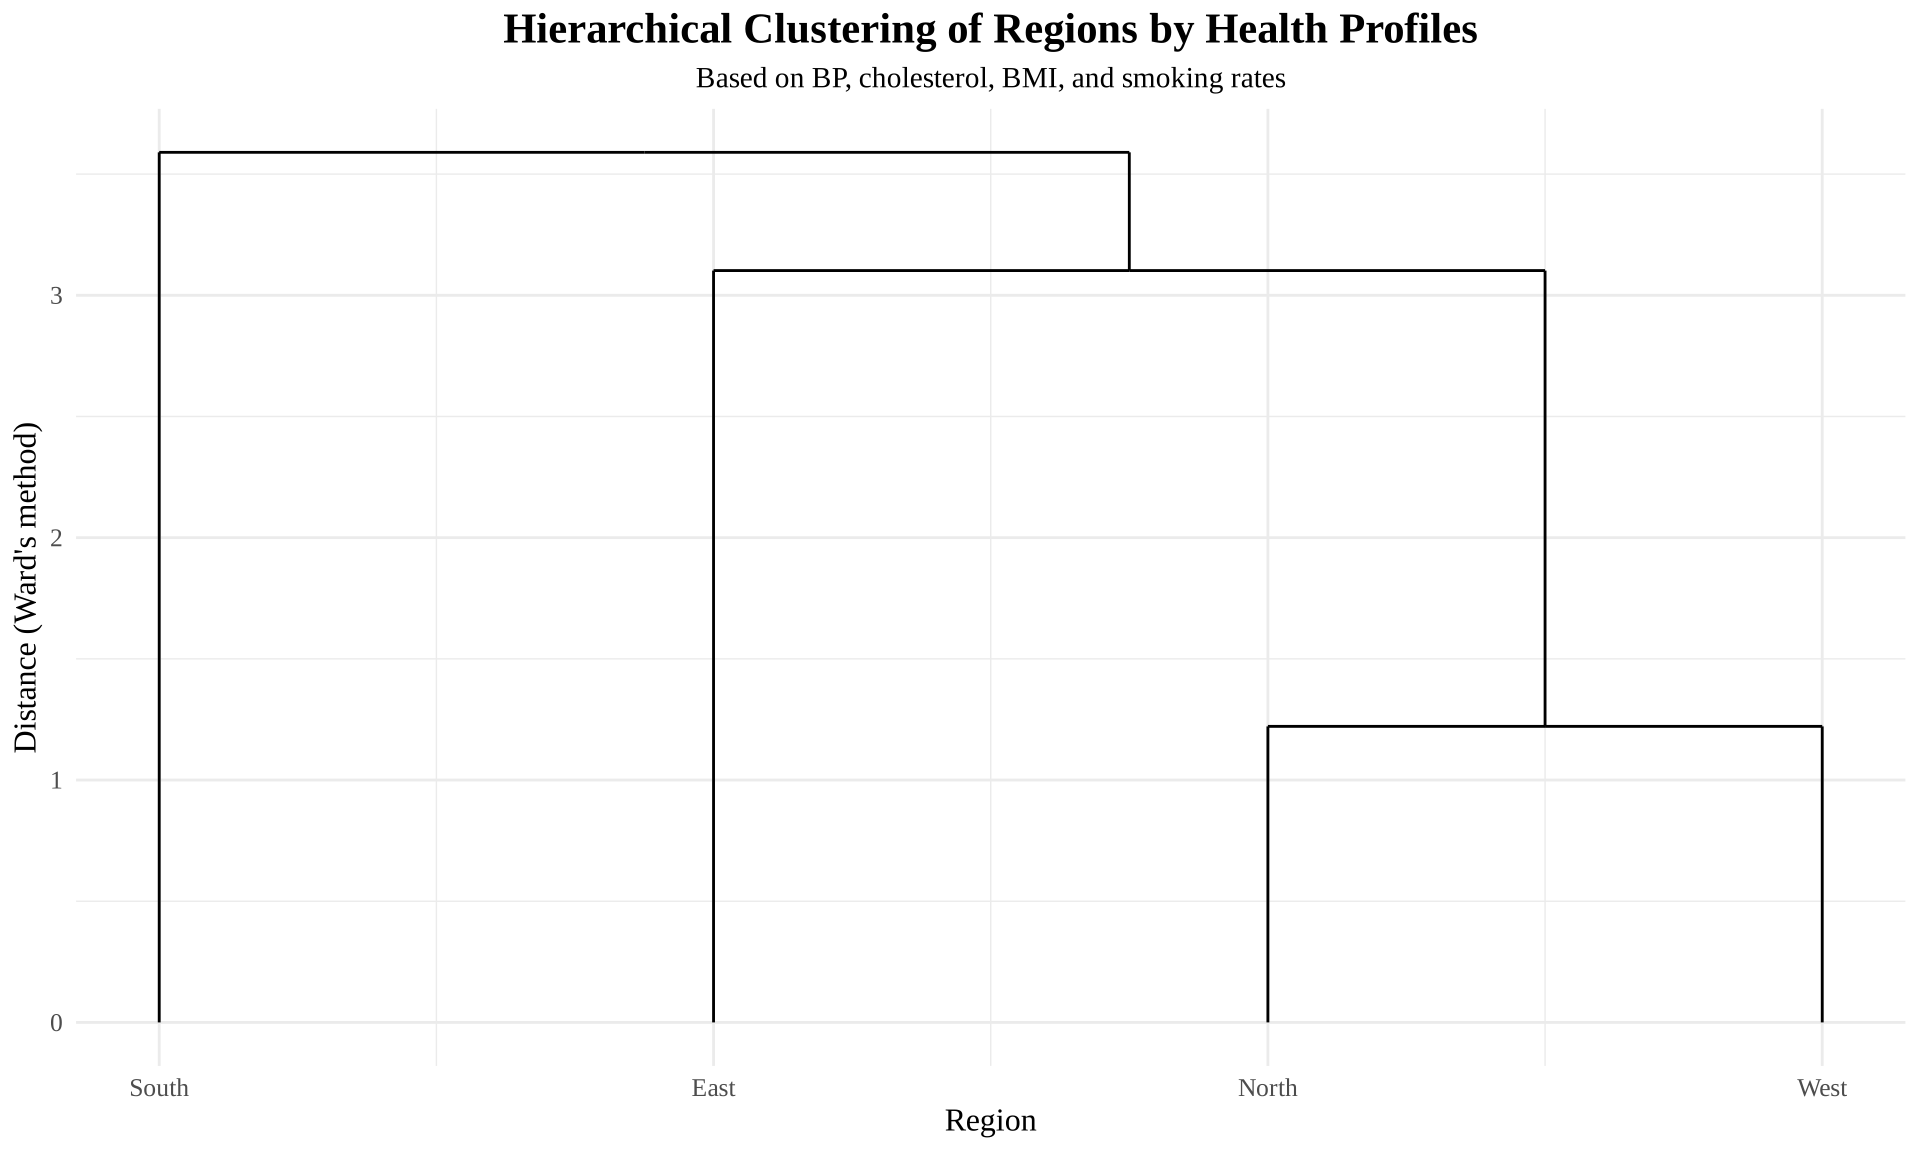 Hierarchical Clustering of Regions by Health Profiles
Based on BP, cholesterol, BMI, and smoking rates
Distance (Ward's method)
3
2
1
0
South East North West
Region